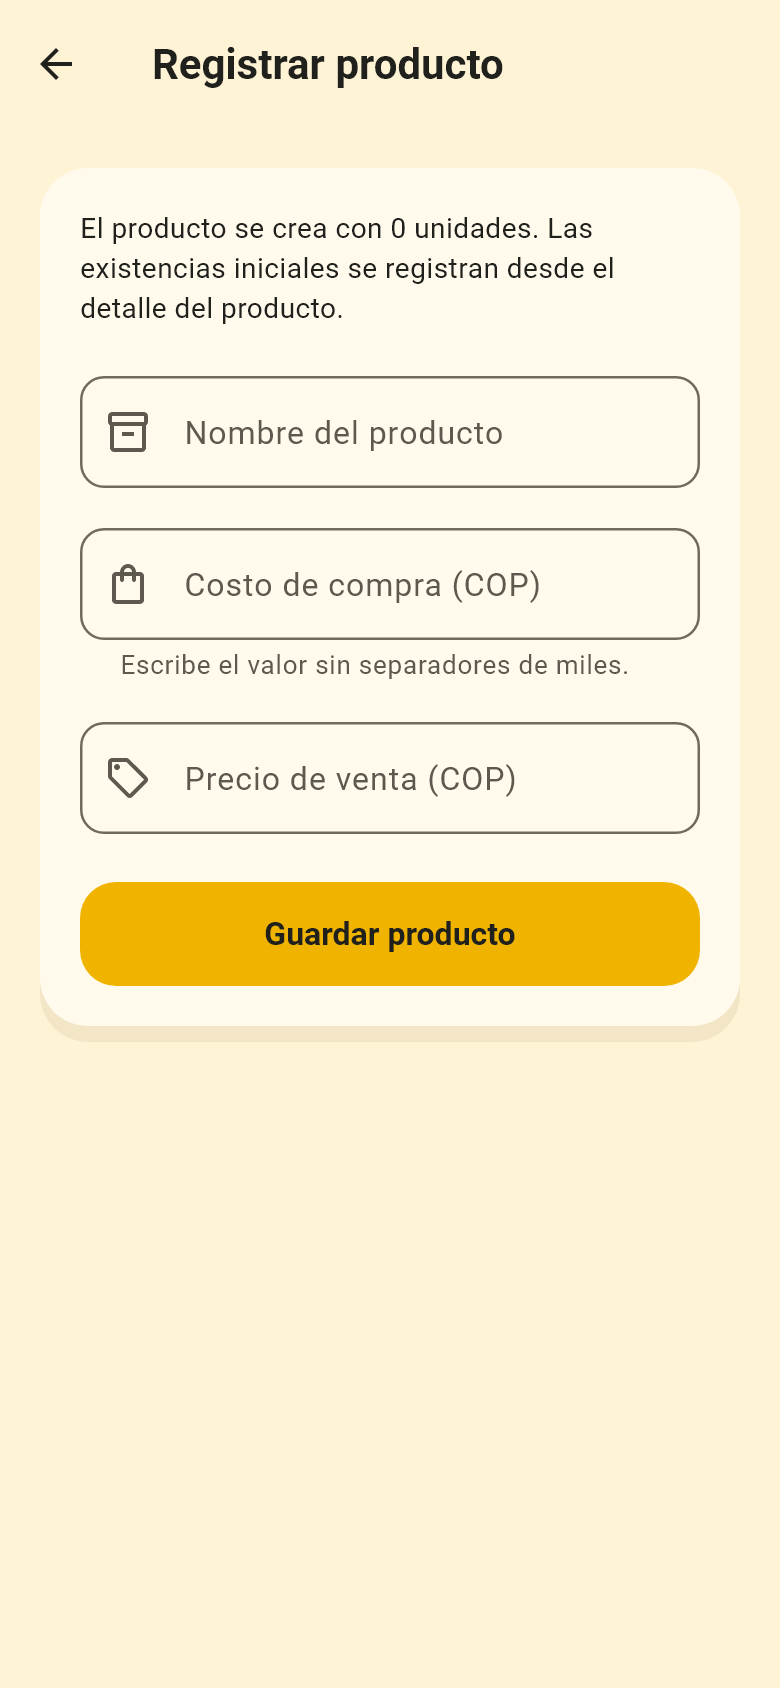 Registrar producto
El producto se crea con 0 unidades. Las
existencias iniciales se registran desde el
detalle del producto.
Nombre del producto
Costo de compra (COP)
Escribe el valor sin separadores de miles.
Precio de venta (COP)
Guardar producto